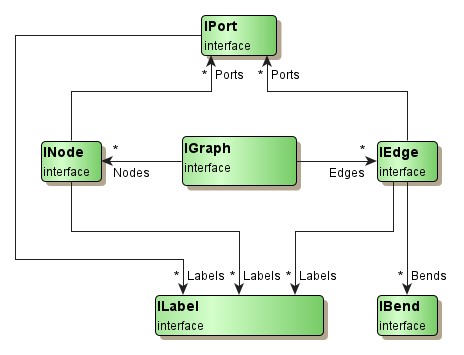 IPort
interface
* Ports
* Ports
INode
interface
*
Nodes
IGraph
interface
*
Edges
IEdge
interface
* Labels
* Labels
* Labels
* Bends
ILabel
interface
IBend
interface